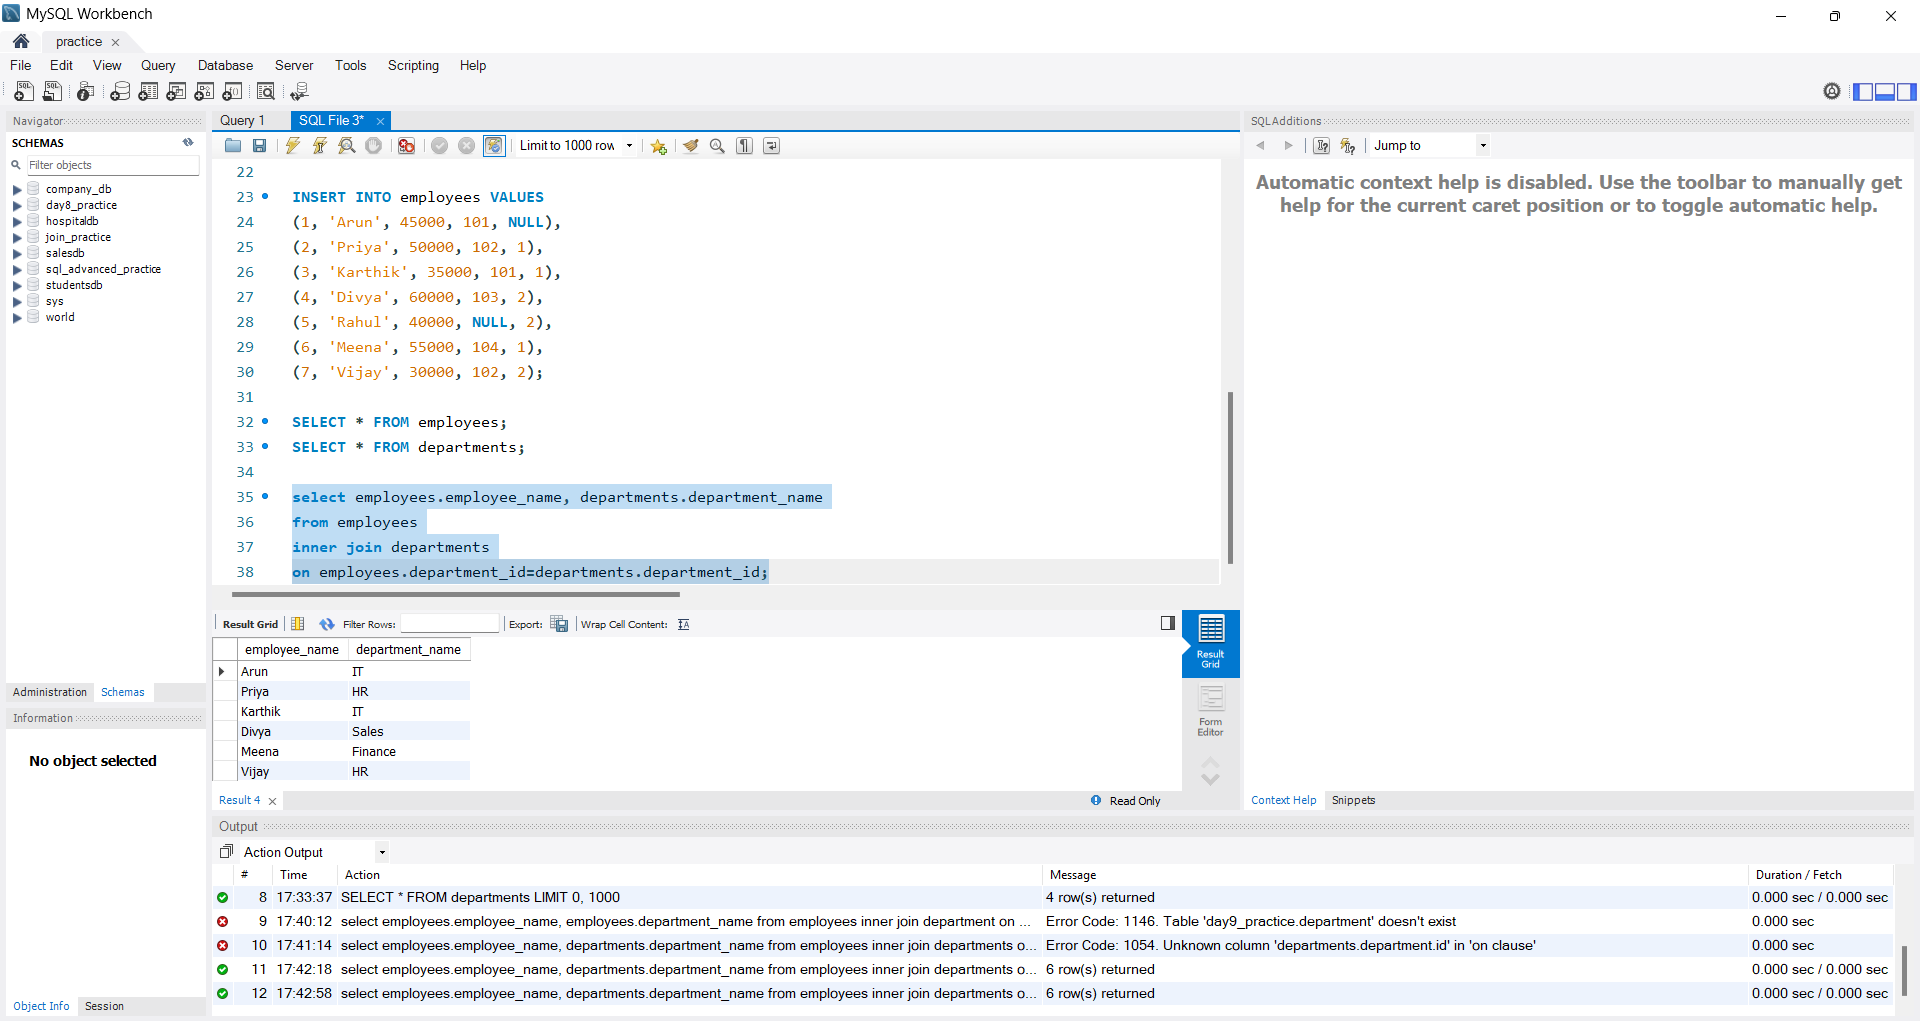 MySQL Workbench
practice
File Edit View Query Database Server Tools Scripting Help
Navigator
SCHEMAS
Filter objects
company_db
day8_practice
hospitaldb
join_practice
salesdb
sql_advanced_practice
studentsdb
sys
world
Administration Schemas
Information
No object selected
Object Info Session
Query 1 SQL File 3*
Limit to 1000 row
22
23 INSERT INTO employees VALUES
24 (1, 'Arun', 45000, 101, NULL),
25 (2, 'Priya', 50000, 102, 1),
26 (3, 'Karthik', 35000, 101, 1),
27 (4, 'Divya', 60000, 103, 2),
28 (5, 'Rahul', 40000, NULL, 2),
29 (6, 'Meena', 55000, 104, 1),
30 (7, 'Vijay', 30000, 102, 2);
31
32 SELECT * FROM employees;
33 SELECT * FROM departments;
34
35 select employees.employee_name, departments.department_name
36 from employees
37 inner join departments
38 on employees.department_id=departments.department_id;
Result Grid Filter Rows: Export: Wrap Cell Content:
employee_name department_name
Arun IT
Priya HR
Karthik IT
Divya Sales
Meena Finance
Vijay HR
Result Grid
Form Editor
Result 4 Read Only
SQLAdditions
Jump to
Automatic context help is disabled. Use the toolbar to manually get
help for the current caret position or to toggle automatic help.
Context Help Snippets
Output
Action Output
# Time Action Message Duration / Fetch
8 17:33:37 SELECT * FROM departments LIMIT 0, 1000 4 row(s) returned 0.000 sec / 0.000 sec
9 17:40:12 select employees.employee_name, employees.department_name from employees inner join department on ... Error Code: 1146. Table 'day9_practice.department' doesn't exist 0.000 sec
10 17:41:14 select employees.employee_name, departments.department_name from employees inner join departments o... Error Code: 1054. Unknown column 'departments.department.id' in 'on clause' 0.000 sec
11 17:42:18 select employees.employee_name, departments.department_name from employees inner join departments o... 6 row(s) returned 0.000 sec / 0.000 sec
12 17:42:58 select employees.employee_name, departments.department_name from employees inner join departments o... 6 row(s) returned 0.000 sec / 0.000 sec